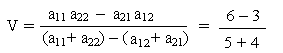 V = (a₁₁ a₂₂ − a₂₁ a₁₂) / ((a₁₁+ a₂₂) − (a₁₂+ a₂₁)) = (6 − 3) / (5 + 4)